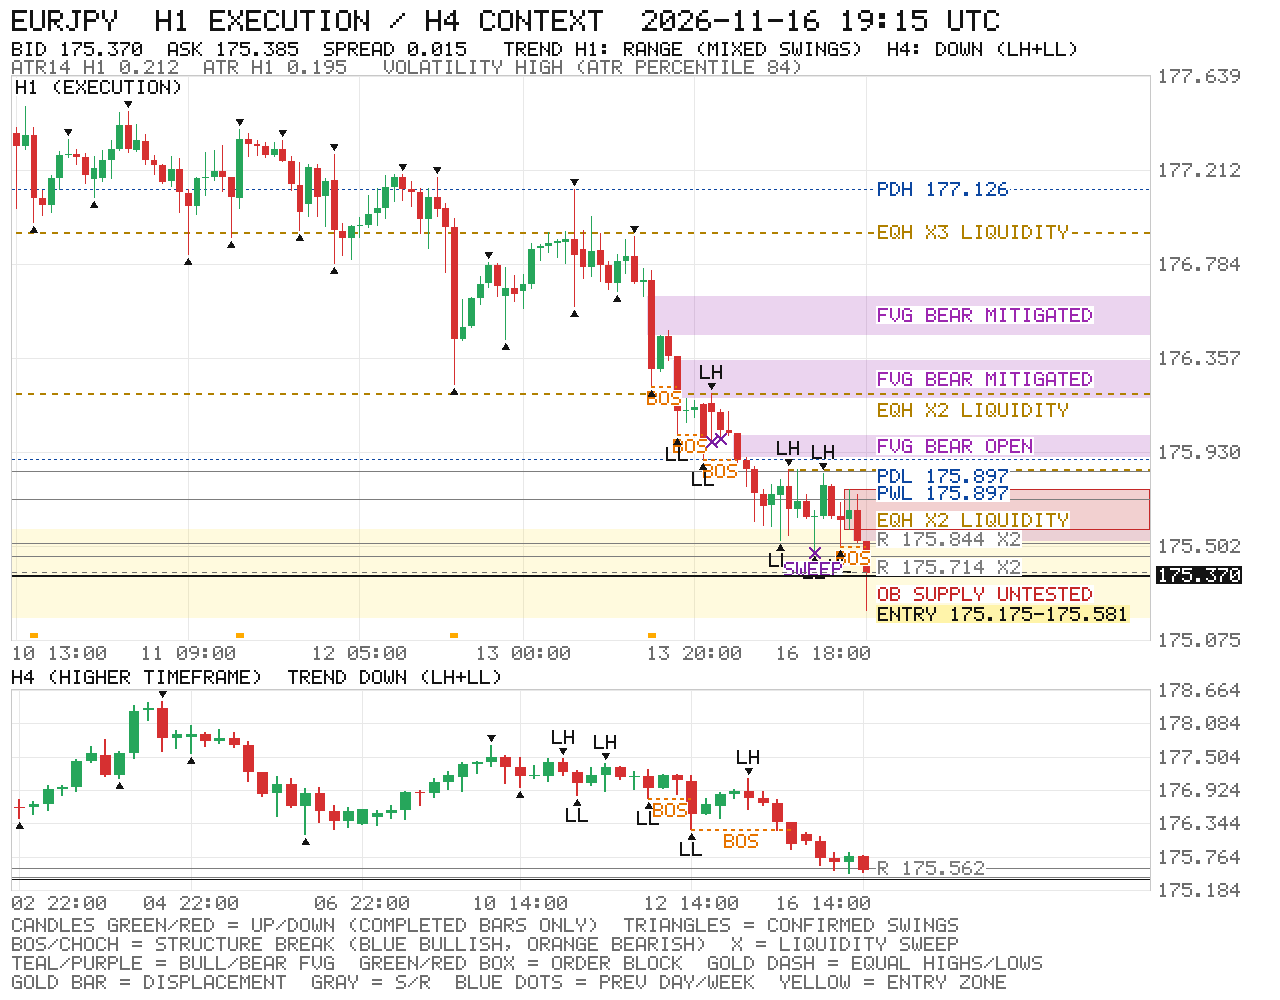 EURJPY  H1 EXECUTION / H4 CONTEXT  2026-11-16 19:15 UTC
BID 175.370  ASK 175.385  SPREAD 0.015   TREND H1: RANGE (MIXED SWINGS)  H4: DOWN (LH+LL)
ATR14 H1 0.212  ATR H1 0.195   VOLATILITY HIGH (ATR PERCENTILE 84)
H1 (EXECUTION)
177.639
177.212
PDH 177.126
EQH X3 LIQUIDITY
176.784
FVG BEAR MITIGATED
176.357
LH
FVG BEAR MITIGATED
BOS
EQH X2 LIQUIDITY
BOS
LH
LH
FVG BEAR OPEN
LL
175.930
BOS
LL
PDL 175.897
PWL 175.897
EQH X2 LIQUIDITY
R 175.844 X2
175.502
BOS
SWEEP
R 175.714 X2
175.370
OB SUPPLY UNTESTED
ENTRY 175.175-175.581
175.075
10 13:00
11 09:00
12 05:00
13 00:00
13 20:00
16 18:00
H4 (HIGHER TIMEFRAME)  TREND DOWN (LH+LL)
178.664
178.084
LH
LH
LH
177.504
176.924
LL
LL
BOS
176.344
LL
BOS
175.764
R 175.562
175.184
02 22:00
04 22:00
06 22:00
10 14:00
12 14:00
16 14:00
CANDLES GREEN/RED = UP/DOWN (COMPLETED BARS ONLY)  TRIANGLES = CONFIRMED SWINGS
BOS/CHOCH = STRUCTURE BREAK (BLUE BULLISH, ORANGE BEARISH)  X = LIQUIDITY SWEEP
TEAL/PURPLE = BULL/BEAR FVG  GREEN/RED BOX = ORDER BLOCK  GOLD DASH = EQUAL HIGHS/LOWS
GOLD BAR = DISPLACEMENT  GRAY = S/R  BLUE DOTS = PREV DAY/WEEK  YELLOW = ENTRY ZONE